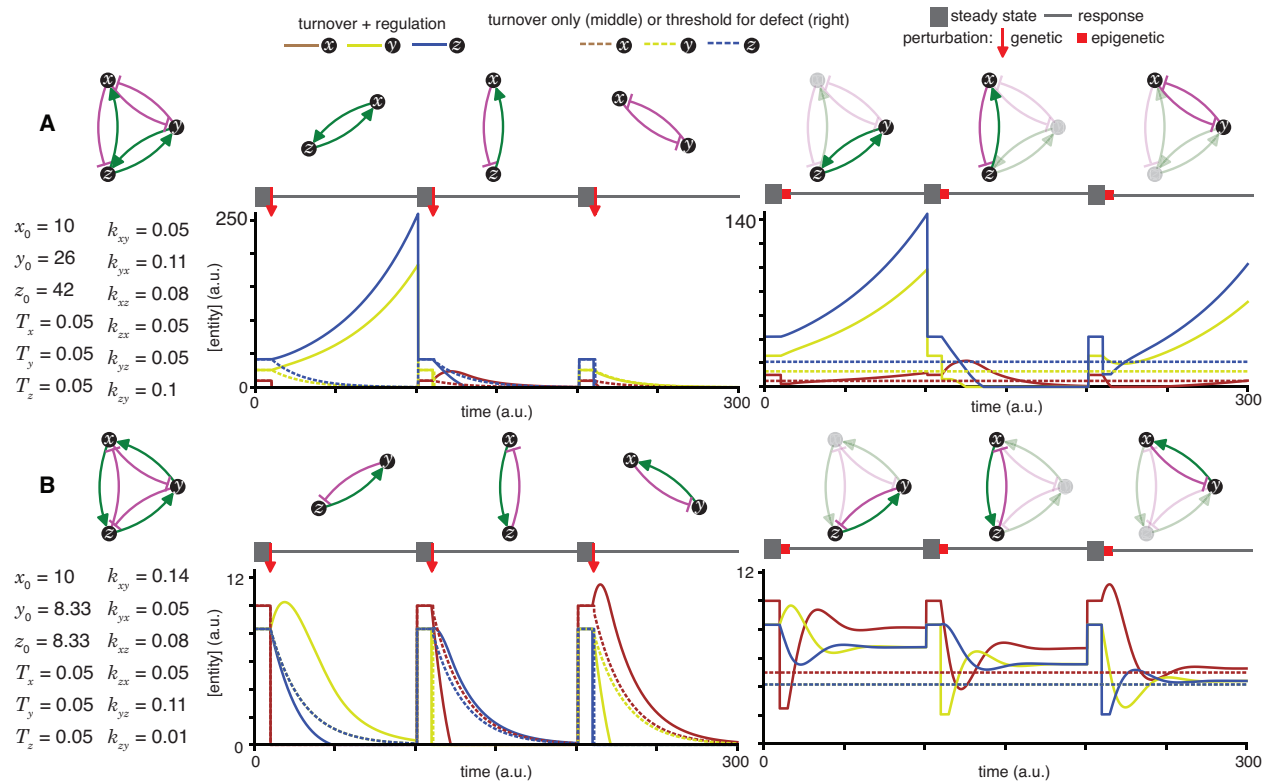 turnover + regulation
x y z
turnover only (middle) or threshold for defect (right)
x y z
steady state response
perturbation: genetic epigenetic
A
x y z
x z
x z
x y
x y z
x y z
x y z
x₀ = 10 k_xy = 0.05
y₀ = 26 k_yx = 0.11
z₀ = 42 k_xz = 0.08
T_x = 0.05 k_zx = 0.05
T_y = 0.05 k_yz = 0.05
T_z = 0.05 k_zy = 0.1
[entity] (a.u.)
250
0
0 300
time (a.u.)
140
0
0 300
time (a.u.)
B
x y z
y z
x z
x y
x y z
x y z
x y z
x₀ = 10 k_xy = 0.14
y₀ = 8.33 k_yx = 0.05
z₀ = 8.33 k_xz = 0.08
T_x = 0.05 k_zx = 0.05
T_y = 0.05 k_yz = 0.11
T_z = 0.05 k_zy = 0.01
[entity] (a.u.)
12
0
0 300
time (a.u.)
12
0
0 300
time (a.u.)